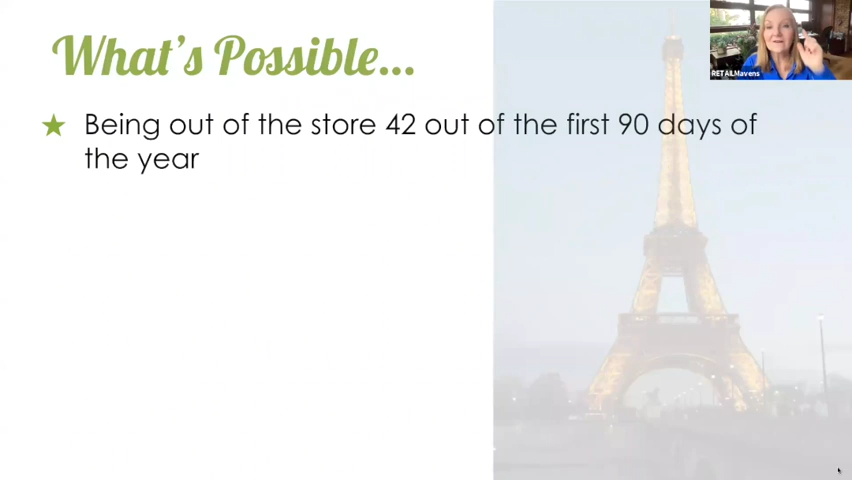 What's Possible...
Being out of the store 42 out of the first 90 days of
the year
RETAILMavens